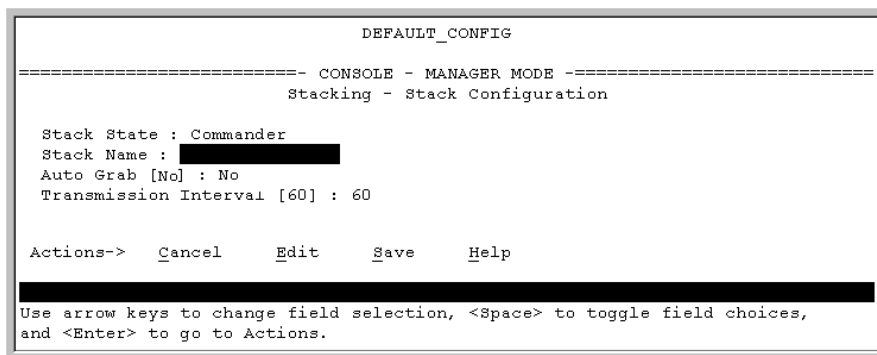 DEFAULT_CONFIG
==========================- CONSOLE - MANAGER MODE -============================
Stacking - Stack Configuration
Stack State : Commander
Stack Name :
Auto Grab [No] : No
Transmission Interval [60] : 60
Actions-> Cancel Edit Save Help
Use arrow keys to change field selection, <Space> to toggle field choices,
and <Enter> to go to Actions.